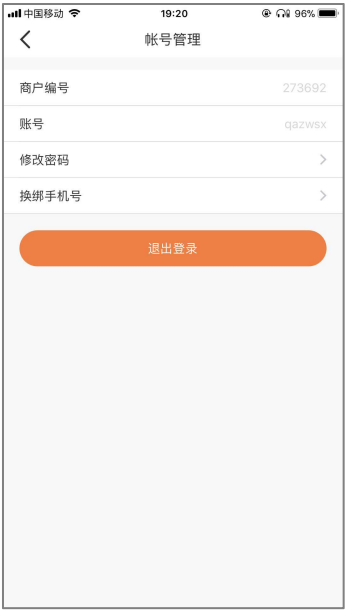 中国移动 19:20 96%
帐号管理
商户编号 273692
账号 qazwsx
修改密码
换绑手机号
退出登录